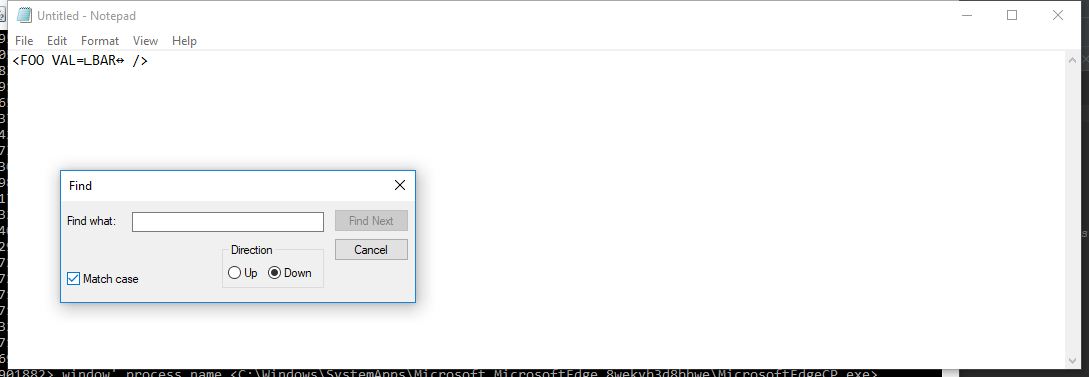 Untitled - Notepad
File Edit Format View Help
<FOO VAL=∟BAR↔ />
Find
Find what:
Find Next
Direction
Cancel
Up Down
Match case
901882> window' process name <C:\Windows\SystemApps\Microsoft.MicrosoftEdge_8wekyb3d8bbwe\MicrosoftEdgeCP.exe>